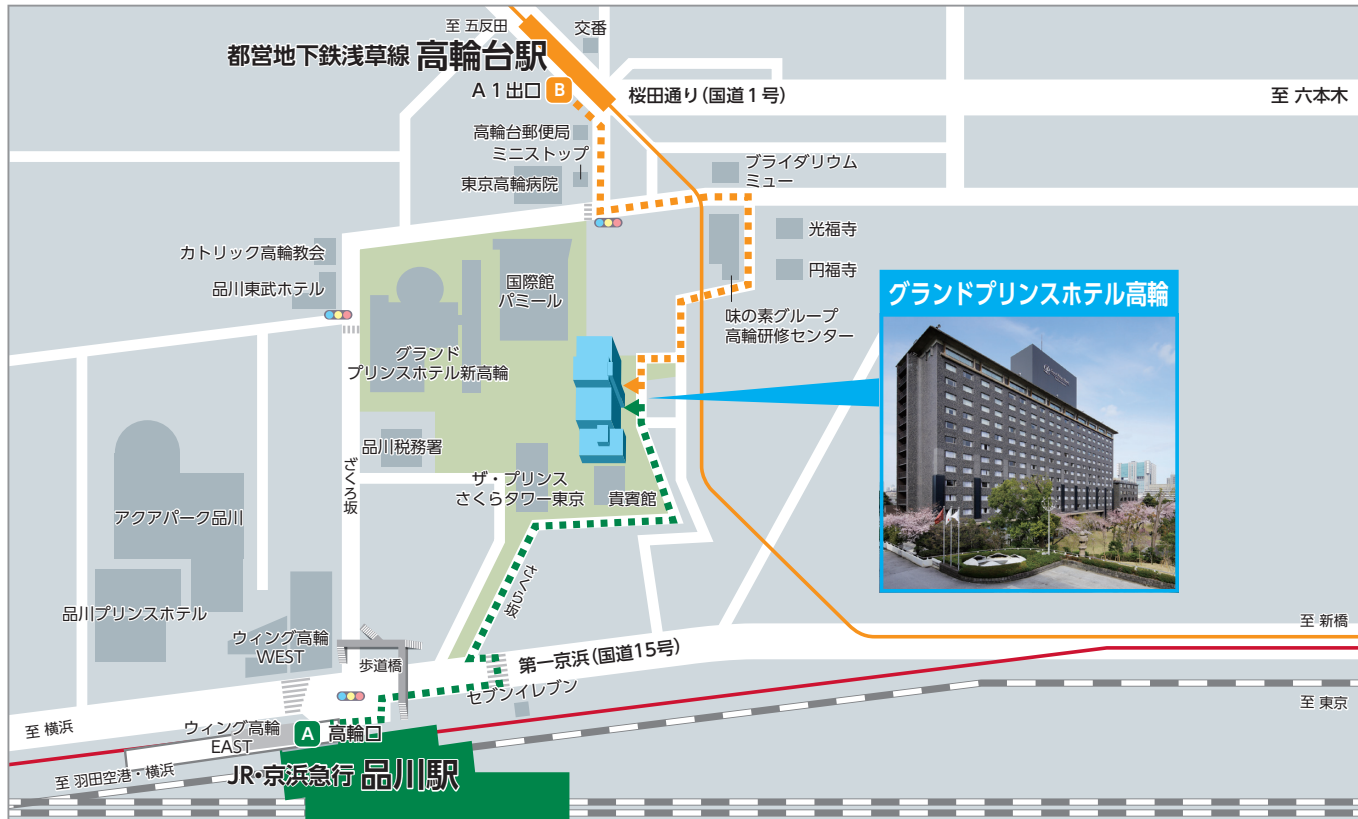 至 五反田
交番
都営地下鉄浅草線 高輪台駅
A 1 出口 B
桜田通り(国道1号)
至 六本木
高輪台郵便局
ミニストップ
東京高輪病院
ブライダリウム
ミュー
カトリック高輪教会
品川東武ホテル
国際館
パミール
光福寺
円福寺
グランドプリンスホテル高輪
味の素グループ
高輪研修センター
グランド
プリンスホテル新高輪
品川税務署
ざくろ坂
ザ・プリンス
さくらタワー東京
貴賓館
アクアパーク品川
さくら坂
品川プリンスホテル
ウィング高輪
WEST
歩道橋
第一京浜(国道15号)
至 新橋
セブンイレブン
至 東京
至 横浜
ウィング高輪
EAST
A 高輪口
至 羽田空港・横浜
JR・京浜急行 品川駅